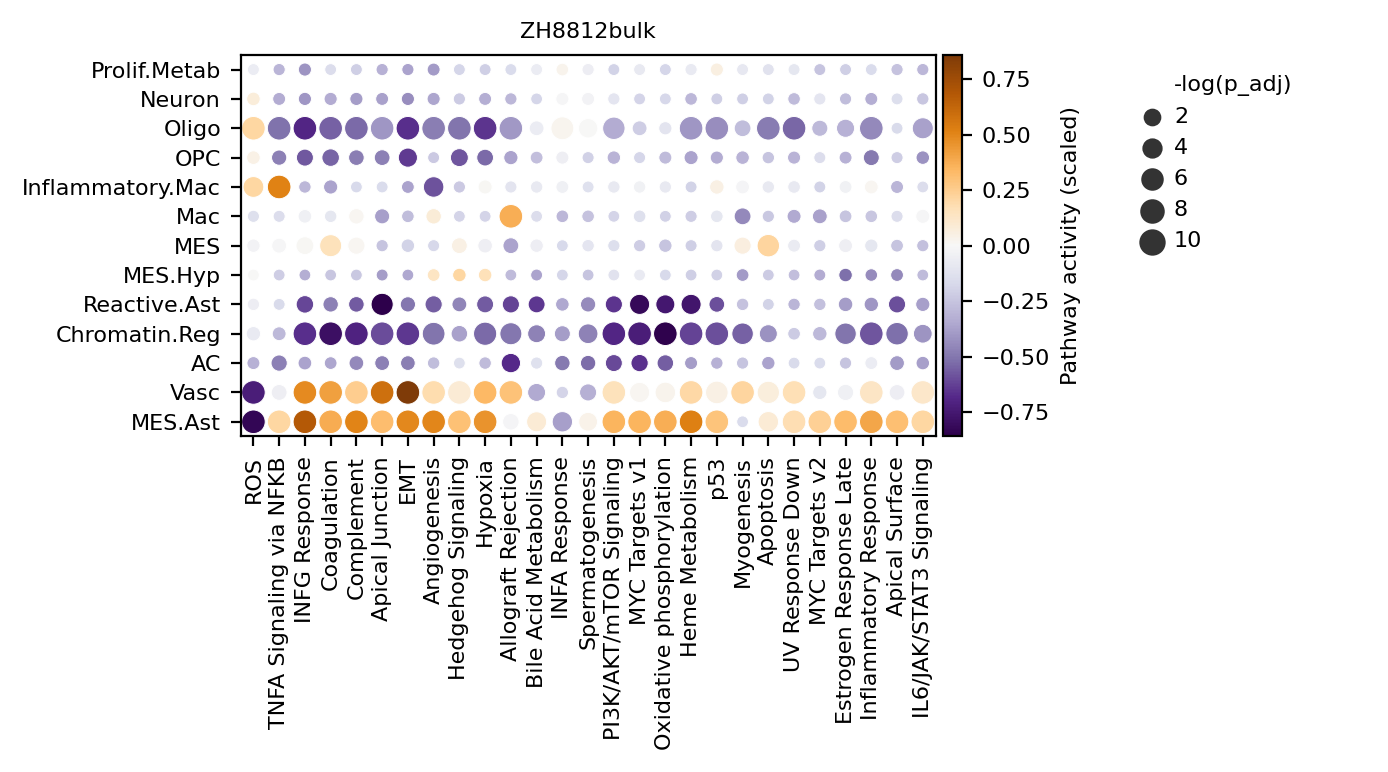 ZH8812bulk
Prolif.Metab
Neuron
Oligo
OPC
Inflammatory.Mac
Mac
MES
MES.Hyp
Reactive.Ast
Chromatin.Reg
AC
Vasc
MES.Ast
ROS
TNFA Signaling via NFKB
INFG Response
Coagulation
Complement
Apical Junction
EMT
Angiogenesis
Hedgehog Signaling
Hypoxia
Allograft Rejection
Bile Acid Metabolism
INFA Response
Spermatogenesis
PI3K/AKT/mTOR Signaling
MYC Targets v1
Oxidative phosphorylation
Heme Metabolism
p53
Myogenesis
Apoptosis
UV Response Down
MYC Targets v2
Estrogen Response Late
Inflammatory Response
Apical Surface
IL6/JAK/STAT3 Signaling
0.75
0.50
0.25
0.00
−0.25
−0.50
−0.75
Pathway activity (scaled)
-log(p_adj)
2
4
6
8
10